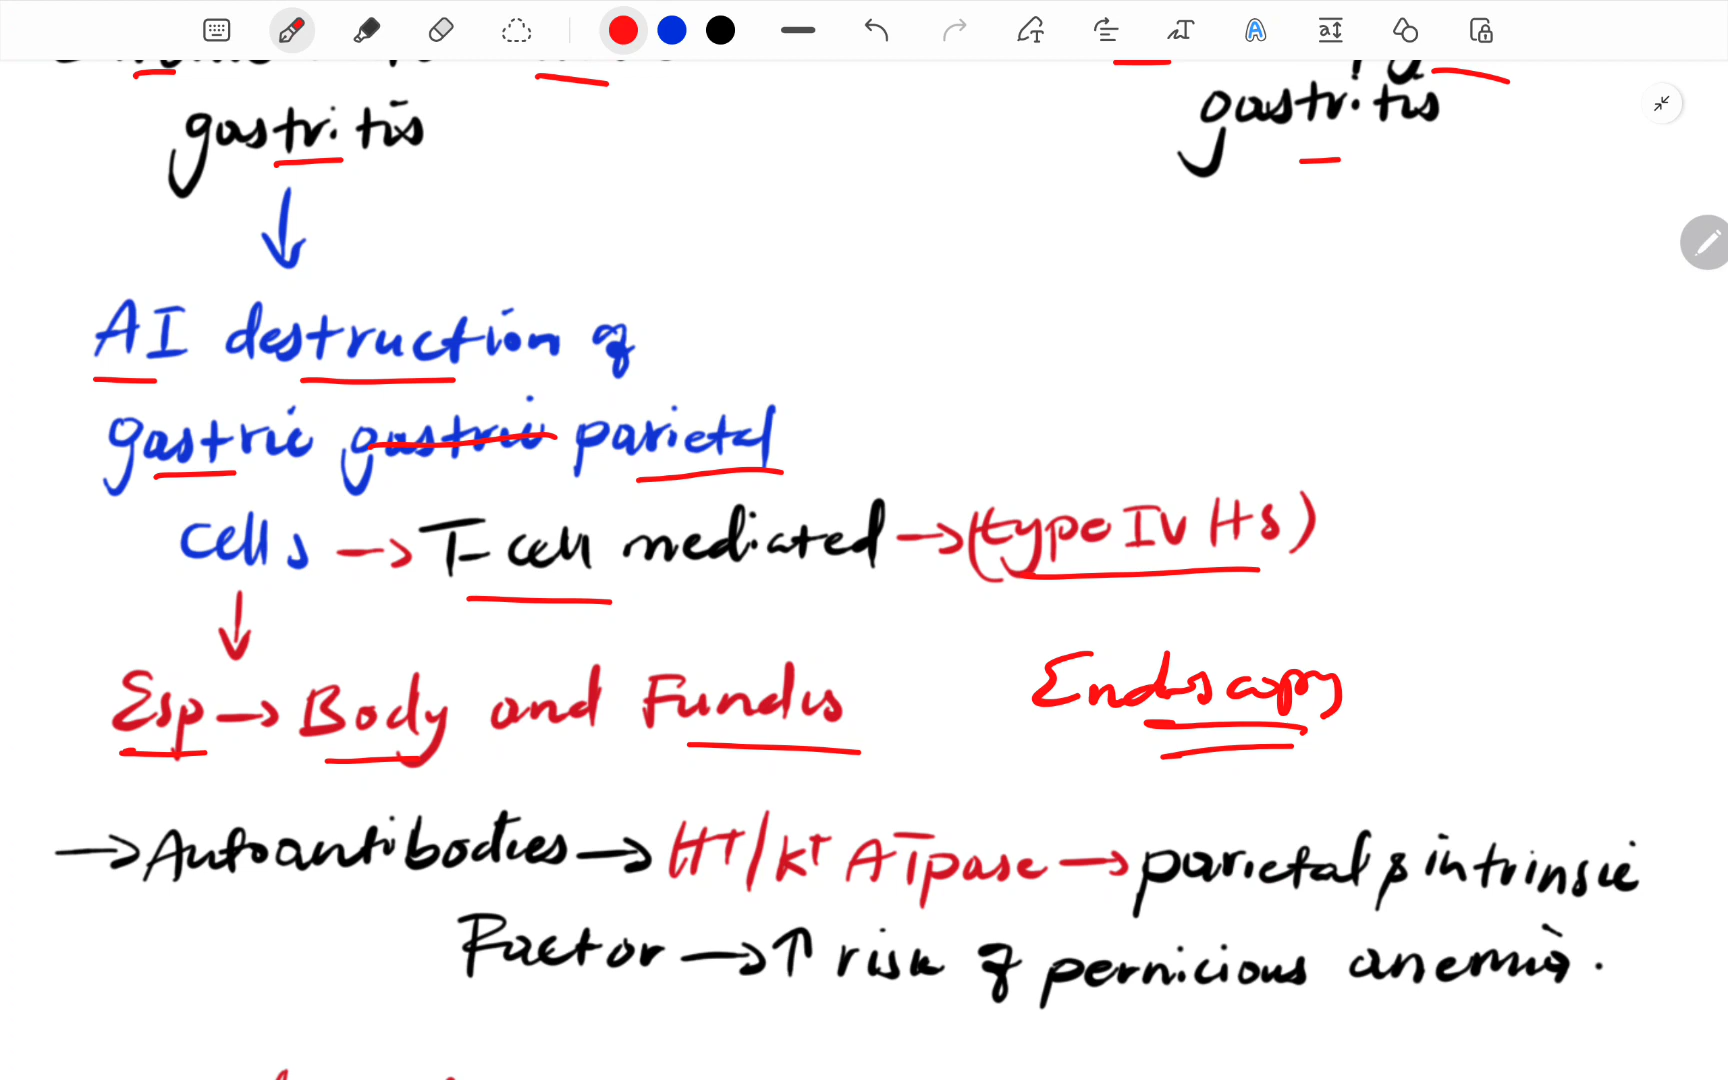 gastritis
gastritis
↓
AI destruction of
gastric gastric parietal
cells → T-cell mediated → (type IV HS)
↓
Esp → Body and Fundus
Endoscopy
→ Autoantibodies → H+/K+ ATpase → parietal & intrinsic
Factor → ↑ risk of pernicious anemia.